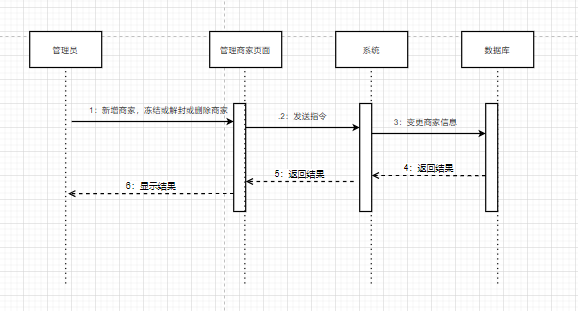 管理员
管理商家页面
系统
数据库
1：新增商家，冻结或解封或删除商家
.2：发送指令
3：变更商家信息
4：返回结果
5：返回结果
6：显示结果